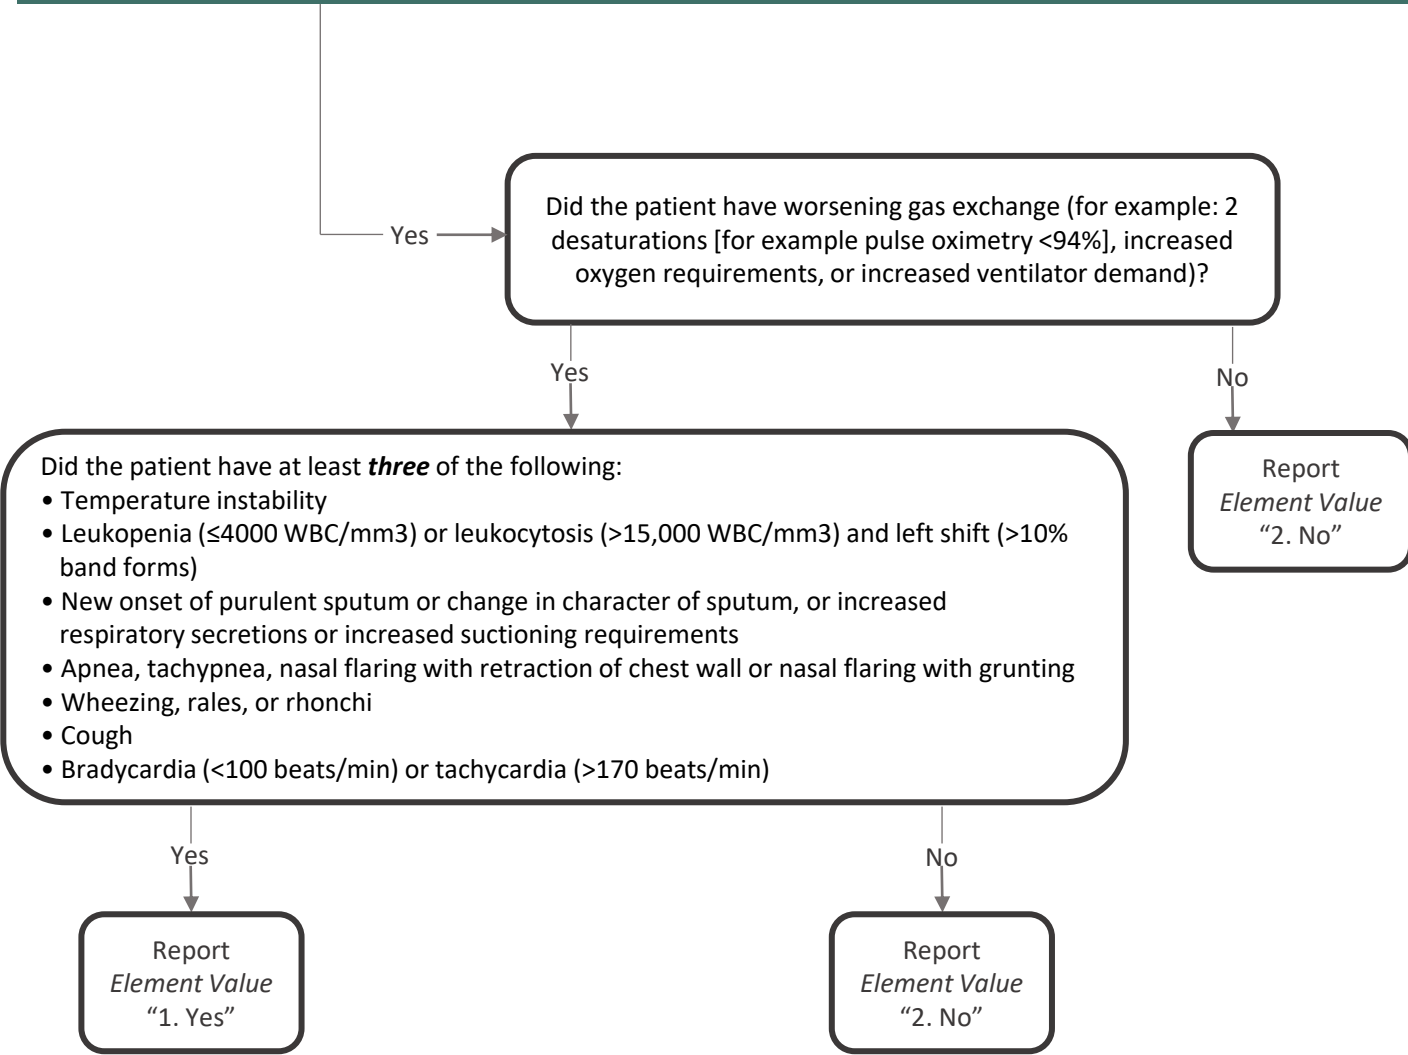 Yes
Did the patient have worsening gas exchange (for example: 2
desaturations [for example pulse oximetry <94%], increased
oxygen requirements, or increased ventilator demand)?
Yes
No
Did the patient have at least three of the following:
• Temperature instability
• Leukopenia (≤4000 WBC/mm3) or leukocytosis (>15,000 WBC/mm3) and left shift (>10%
band forms)
• New onset of purulent sputum or change in character of sputum, or increased
respiratory secretions or increased suctioning requirements
• Apnea, tachypnea, nasal flaring with retraction of chest wall or nasal flaring with grunting
• Wheezing, rales, or rhonchi
• Cough
• Bradycardia (<100 beats/min) or tachycardia (>170 beats/min)
Report
Element Value
“2. No”
Yes
No
Report
Element Value
“1. Yes”
Report
Element Value
“2. No”